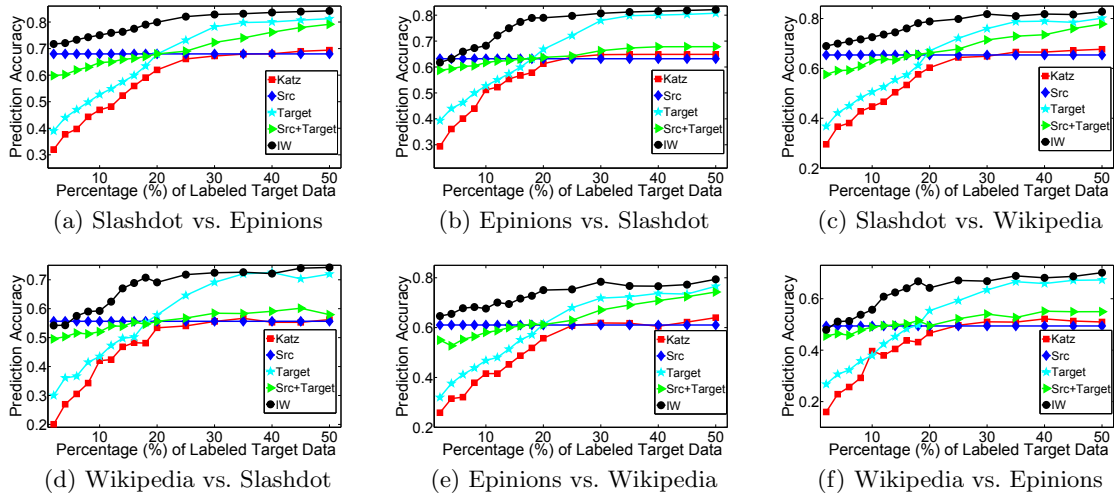 Prediction Accuracy
0.8
0.7
0.6
0.5
0.4
0.3
Katz
Src
Target
Src+Target
IW
10 20 30 40 50
Percentage (%) of Labeled Target Data
(a) Slashdot vs. Epinions
Prediction Accuracy
0.8
0.7
0.6
0.5
0.4
0.3
Katz
Src
Target
Src+Target
IW
10 20 30 40 50
Percentage (%) of Labeled Target Data
(b) Epinions vs. Slashdot
Prediction Accuracy
0.8
0.6
0.4
0.2
Katz
Src
Target
Src+Target
IW
10 20 30 40 50
Percentage (%) of Labeled Target Data
(c) Slashdot vs. Wikipedia
Prediction Accuracy
0.7
0.6
0.5
0.4
0.3
0.2
Katz
Src
Target
Src+Target
IW
10 20 30 40 50
Percentage (%) of Labeled Target Data
(d) Wikipedia vs. Slashdot
Prediction Accuracy
0.8
0.6
0.4
0.2
Katz
Src
Target
Src+Target
IW
10 20 30 40 50
Percentage (%) of Labeled Target Data
(e) Epinions vs. Wikipedia
Prediction Accuracy
0.6
0.4
0.2
Katz
Src
Target
Src+Target
IW
10 20 30 40 50
Percentage (%) of Labeled Target Data
(f) Wikipedia vs. Epinions